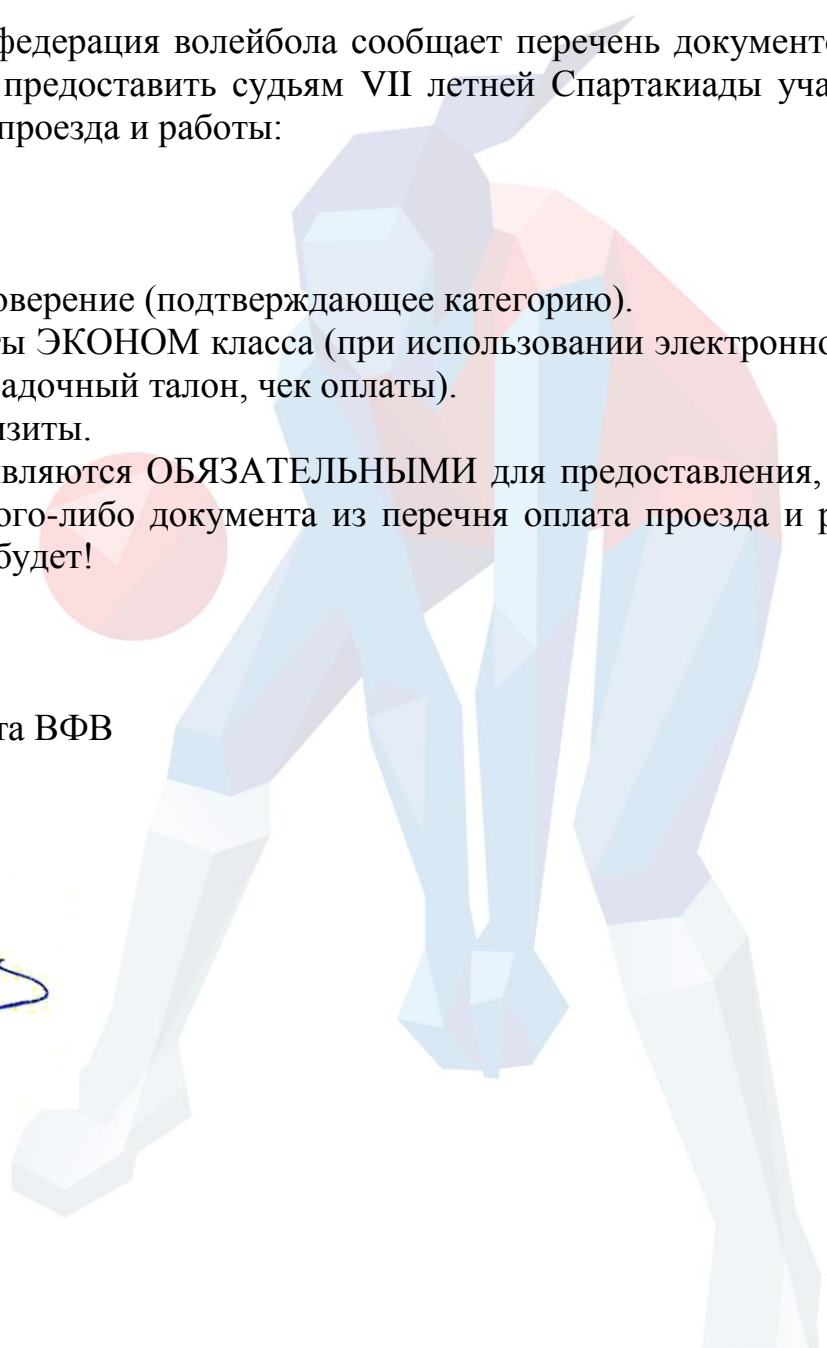 федерация волейбола сообщает перечень документ
предоставить судьям VII летней Спартакиады уча
проезда и работы:
оверение (подтверждающее категорию).
ты ЭКОНОМ класса (при использовании электронно
адочный талон, чек оплаты).
изиты.
вляются ОБЯЗАТЕЛЬНЫМИ для предоставления,
ого-либо документа из перечня оплата проезда и р
будет!
та ВФВ